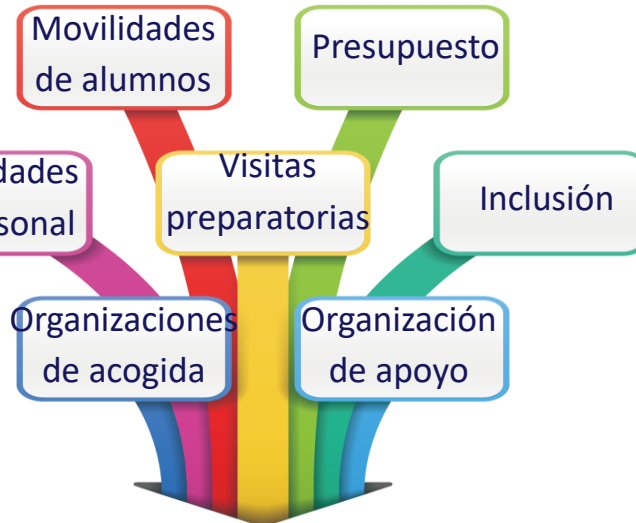 Movilidades
de alumnos
Presupuesto
dades
sonal
Visitas
preparatorias
Inclusión
Organizaciones
de acogida
Organización
de apoyo